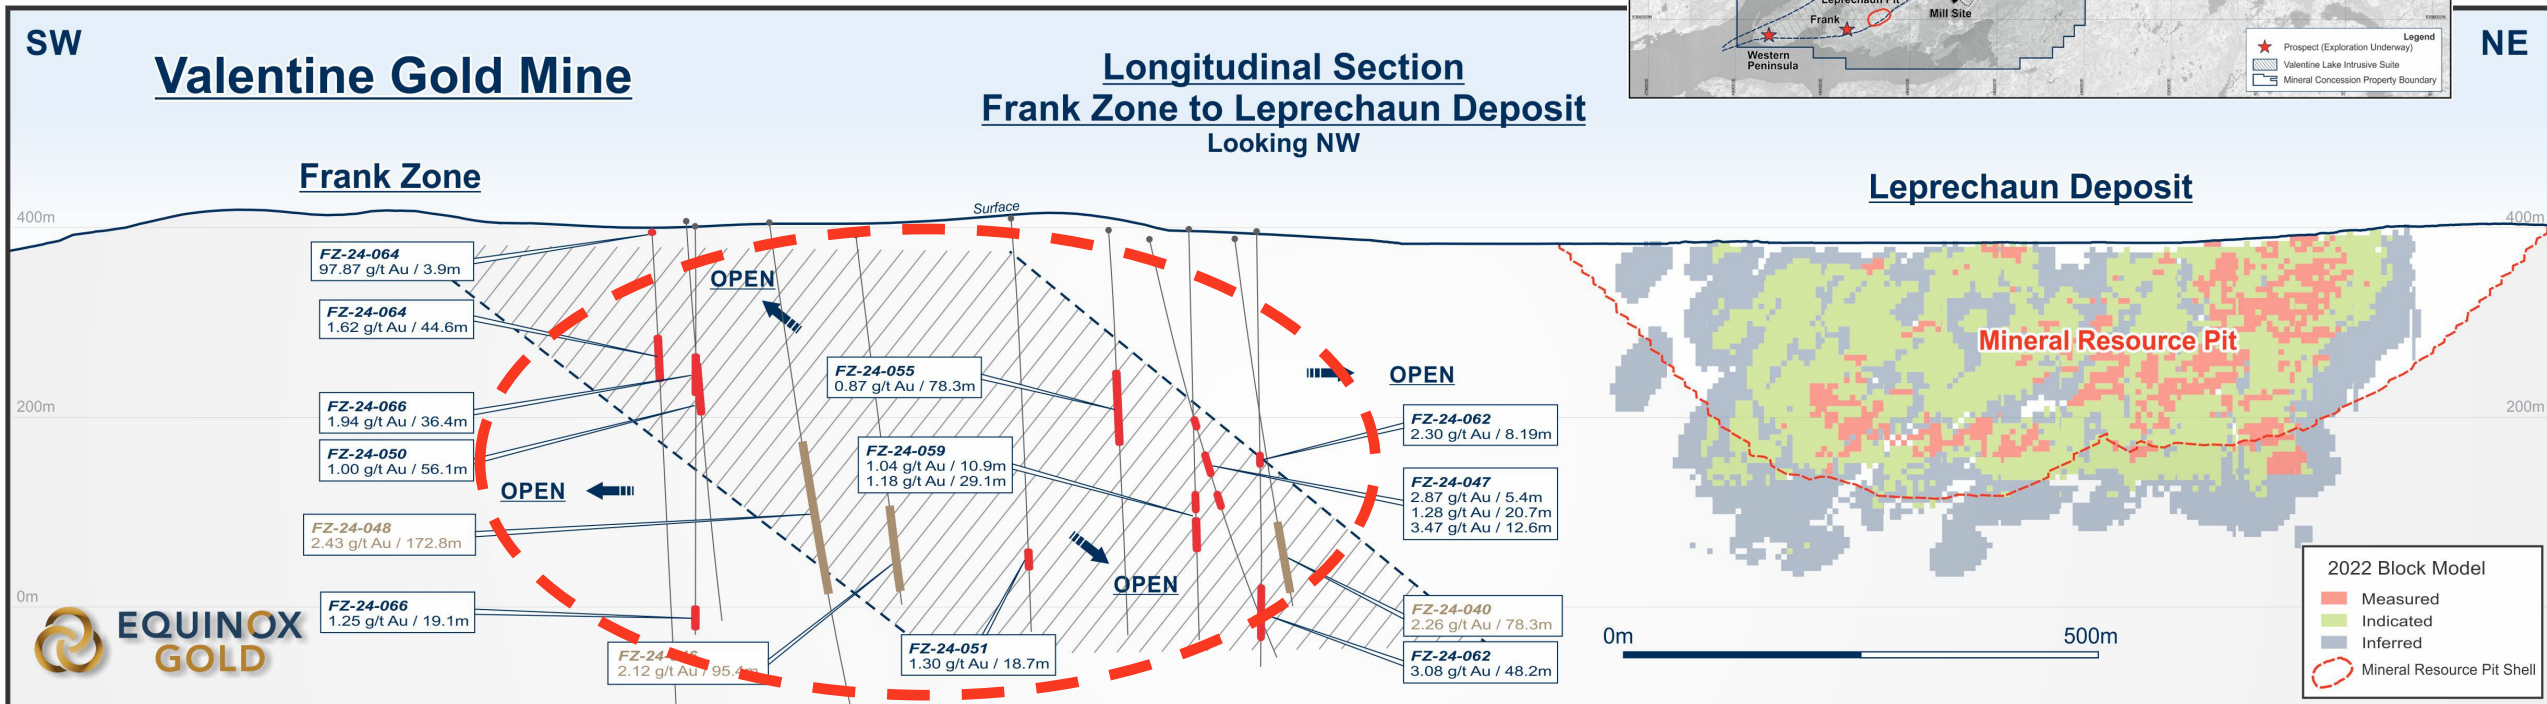 SW
Valentine Gold Mine
Longitudinal Section
Frank Zone to Leprechaun Deposit
Looking NW
Leprechaun Pit
Frank
Mill Site
Western
Peninsula
Legend
Prospect (Exploration Underway)
Valentine Lake Intrusive Suite
Mineral Concession Property Boundary
NE
Frank Zone
Leprechaun Deposit
Surface
400m
400m
FZ-24-064
97.87 g/t Au / 3.9m
OPEN
FZ-24-064
1.62 g/t Au / 44.6m
Mineral Resource Pit
FZ-24-055
0.87 g/t Au / 78.3m
OPEN
200m
200m
FZ-24-066
1.94 g/t Au / 36.4m
FZ-24-062
2.30 g/t Au / 8.19m
FZ-24-050
1.00 g/t Au / 56.1m
FZ-24-059
1.04 g/t Au / 10.9m
1.18 g/t Au / 29.1m
OPEN
FZ-24-047
2.87 g/t Au / 5.4m
1.28 g/t Au / 20.7m
3.47 g/t Au / 12.6m
FZ-24-048
2.43 g/t Au / 172.8m
OPEN
0m
FZ-24-066
1.25 g/t Au / 19.1m
FZ-24-040
2.26 g/t Au / 78.3m
EQUINOX
GOLD
2.12 g/t Au / 95.4m
FZ-24-051
1.30 g/t Au / 18.7m
FZ-24-062
3.08 g/t Au / 48.2m
0m
500m
2022 Block Model
Measured
Indicated
Inferred
Mineral Resource Pit Shell